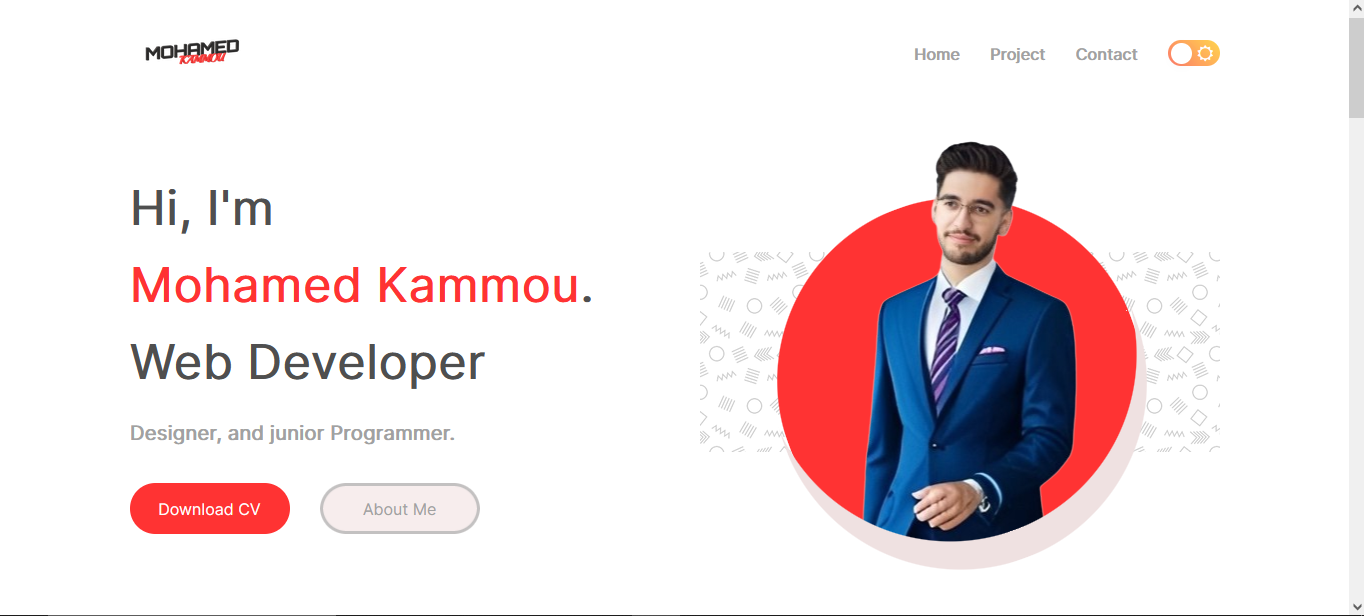 MOHAMED
KAMMOU
Home Project Contact
Hi, I'm
Mohamed Kammou.
Web Developer
Designer, and junior Programmer.
Download CV About Me